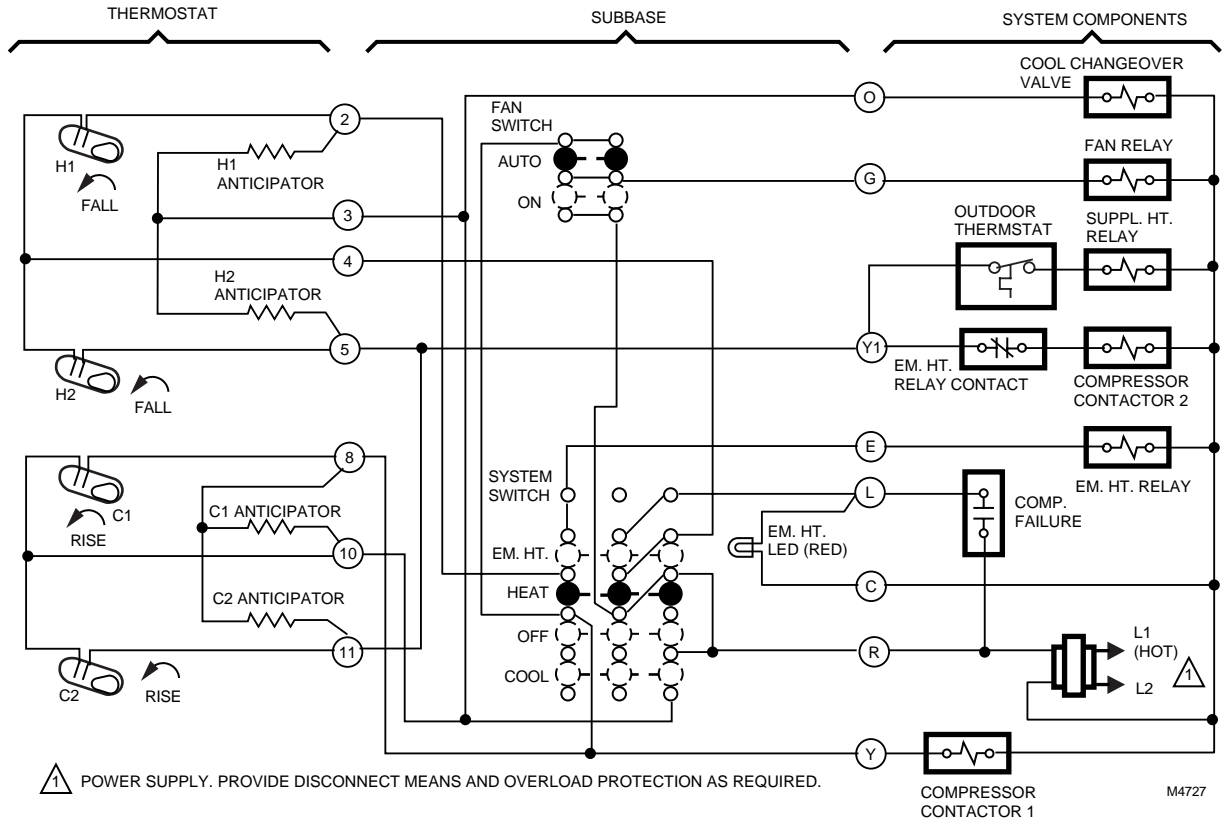 THERMOSTAT
SUBBASE
SYSTEM COMPONENTS
COOL CHANGEOVER
VALVE
O
FAN
SWITCH
2
H1
H1
ANTICIPATOR
FALL
AUTO
ON
FAN RELAY
G
OUTDOOR
THERMSTAT
SUPPL. HT.
RELAY
3
4
H2
ANTICIPATOR
5
Y1
H2
FALL
EM. HT.
RELAY CONTACT
COMPRESSOR
CONTACTOR 2
E
EM. HT. RELAY
8
C1
RISE
C1 ANTICIPATOR
10
SYSTEM
SWITCH
L
COMP.
FAILURE
EM. HT.
LED (RED)
EM. HT.
HEAT
OFF
COOL
C
C2 ANTICIPATOR
11
C2
RISE
R
L1
(HOT)
L2
1
Y
COMPRESSOR
CONTACTOR 1
1 POWER SUPPLY. PROVIDE DISCONNECT MEANS AND OVERLOAD PROTECTION AS REQUIRED.
M4727